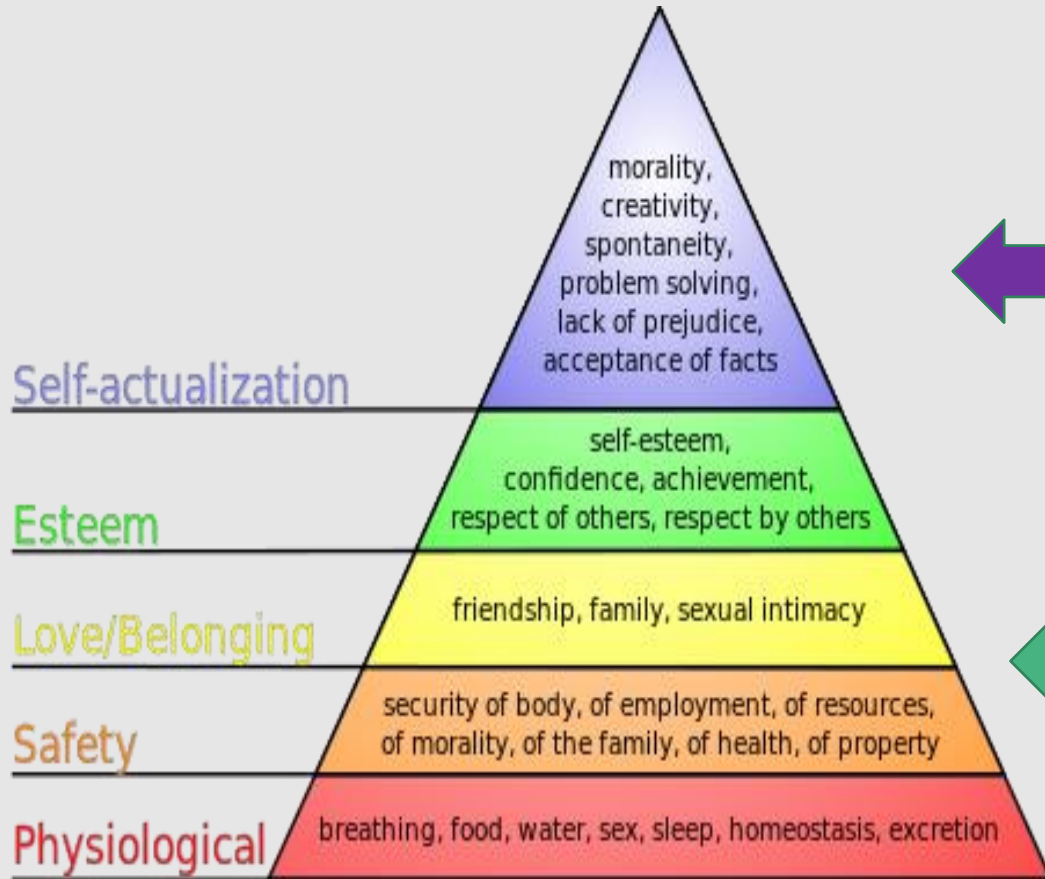 morality,
creativity,
spontaneity,
problem solving,
lack of prejudice,
acceptance of facts
Self-actualization
self-esteem,
confidence, achievement,
respect of others, respect by others
Esteem
friendship, family, sexual intimacy
Love/Belonging
security of body, of employment, of resources,
of morality, of the family, of health, of property
Safety
breathing, food, water, sex, sleep, homeostasis, excretion
Physiological